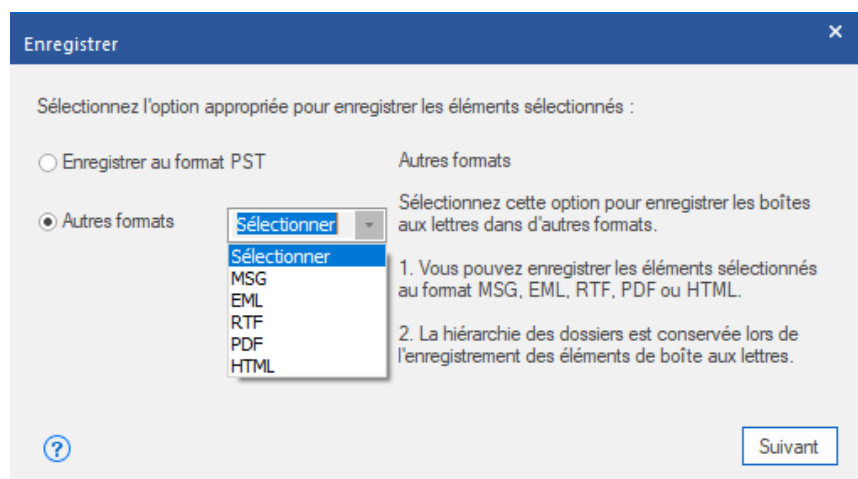 Enregistrer
×
Sélectionnez l'option appropriée pour enregistrer les éléments sélectionnés :
Enregistrer au format PST
Autres formats
Sélectionner
Sélectionner
MSG
EML
RTF
PDF
HTML
Autres formats
Sélectionnez cette option pour enregistrer les boîtes
aux lettres dans d'autres formats.
1. Vous pouvez enregistrer les éléments sélectionnés
au format MSG, EML, RTF, PDF ou HTML.
2. La hiérarchie des dossiers est conservée lors de
l'enregistrement des éléments de boîte aux lettres.
?
Suivant